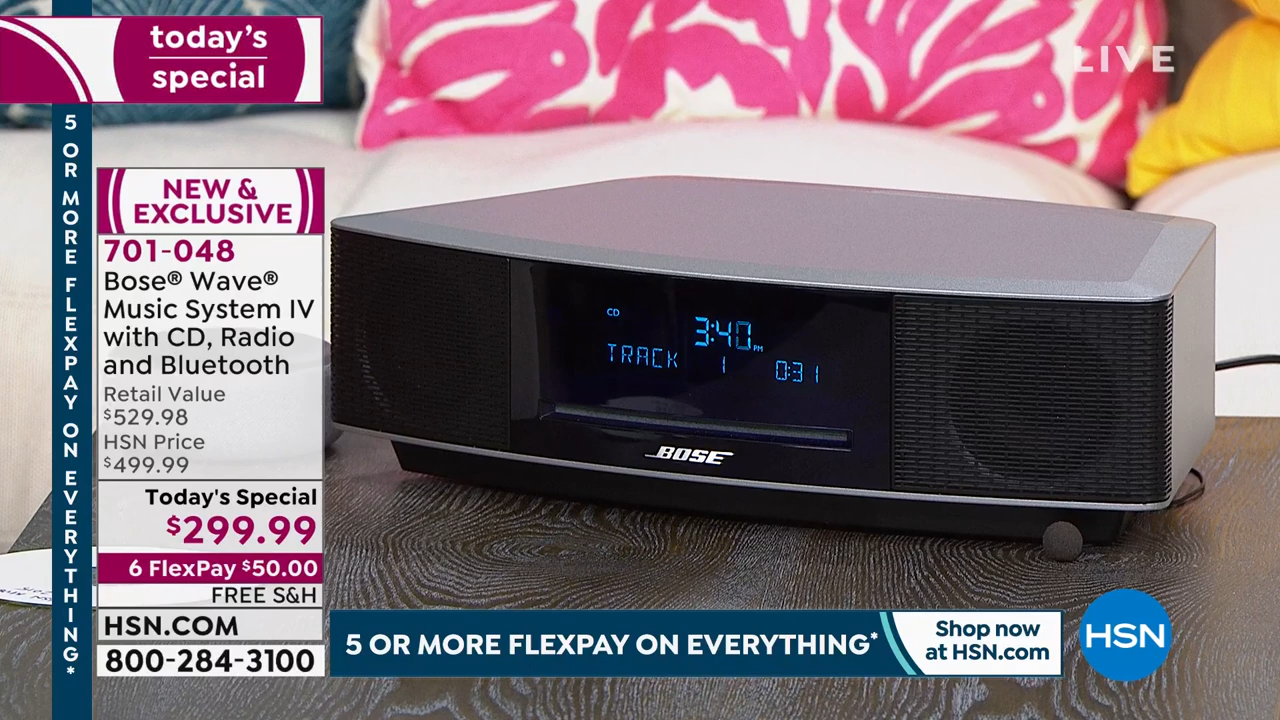 today's
special
LIVE
5 OR MORE FLEXPAY ON EVERYTHING*
NEW &
EXCLUSIVE
701-048
Bose® Wave®
Music System IV
with CD, Radio
and Bluetooth
Retail Value
$529.98
HSN Price
$499.99
Today's Special
$299.99
6 FlexPay $50.00
FREE S&H
HSN.COM
800-284-3100
CD
3:40 PM
TRACK 1 0:31
BOSE
5 OR MORE FLEXPAY ON EVERYTHING*
Shop now
at HSN.com
HSN